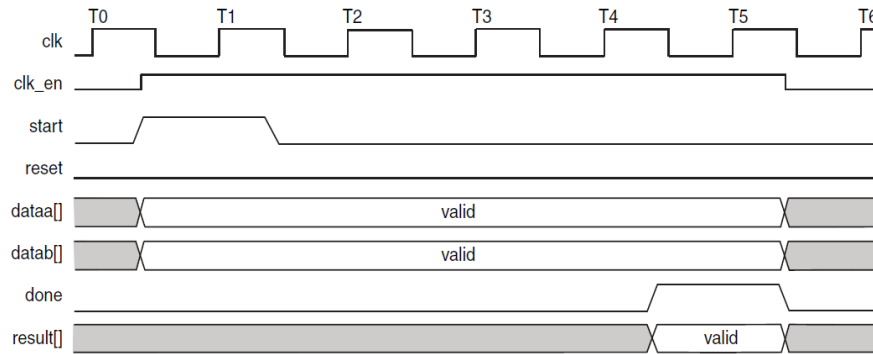 T0 T1 T2 T3 T4 T5 T6
clk
clk_en
start
reset
dataa[] valid
datab[] valid
done
result[] valid